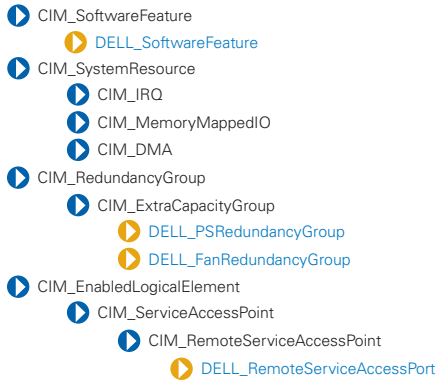 CIM_SoftwareFeature
DELL_SoftwareFeature
CIM_SystemResource
CIM_IRQ
CIM_MemoryMappedIO
CIM_DMA
CIM_RedundancyGroup
CIM_ExtraCapacityGroup
DELL_PSRedundancyGroup
DELL_FanRedundancyGroup
CIM_EnabledLogicalElement
CIM_ServiceAccessPoint
CIM_RemoteServiceAccessPoint
DELL_RemoteServiceAccessPort